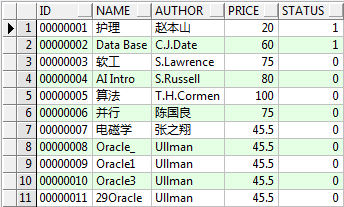 ID NAME AUTHOR PRICE STATUS
1 00000001 护理 赵本山 20 1
2 00000002 Data Base C.J.Date 60 1
3 00000003 软工 S.Lawrence 75 0
4 00000004 AI Intro S.Russell 80 0
5 00000005 算法 T.H.Cormen 100 0
6 00000006 并行 陈国良 75 0
7 00000007 电磁学 张之翔 45.5 0
8 00000008 Oracle_ Ullman 45.5 0
9 00000009 Oracle1 Ullman 45.5 0
10 00000010 Oracle3 Ullman 45.5 0
11 00000011 29Oracle Ullman 45.5 0